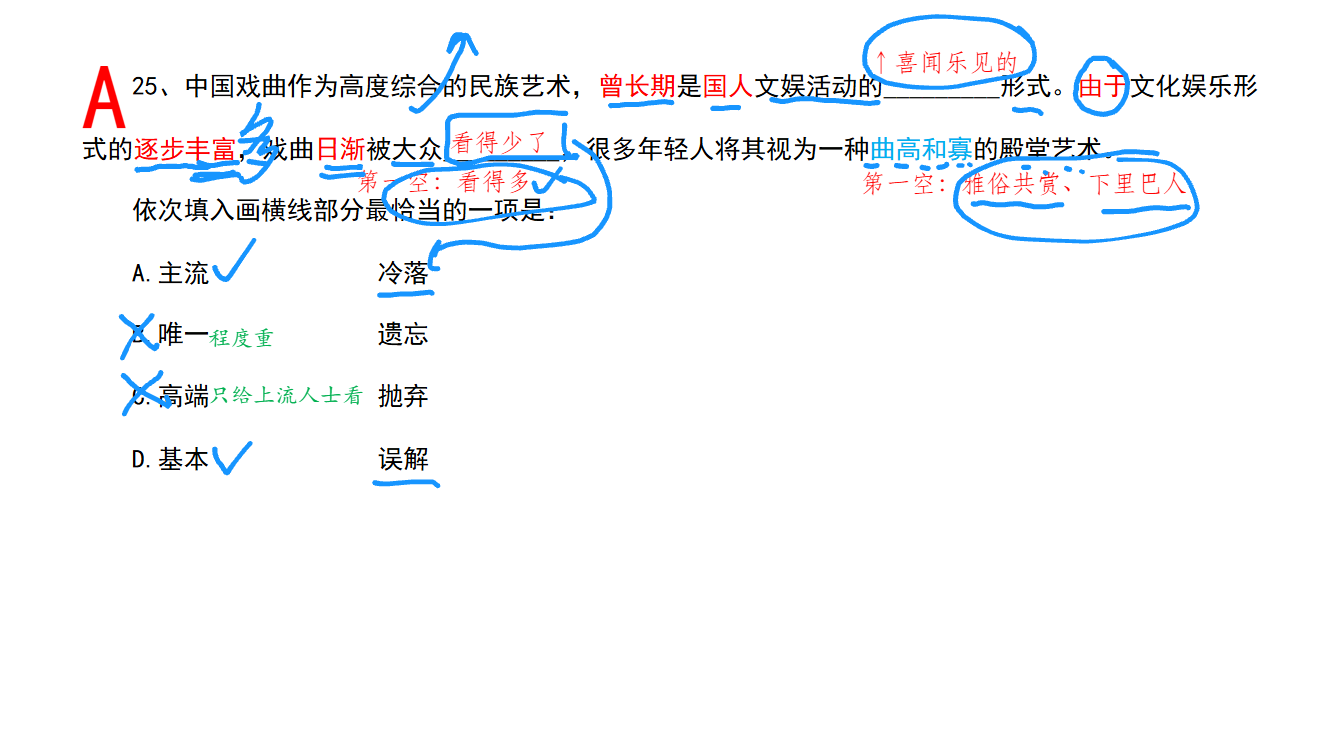 ↑喜闻乐见的
A 25、中国戏曲作为高度综合的民族艺术，曾长期是国人文娱活动的_________形式。由于文化娱乐形
多
看得少了
式的逐步丰富，戏曲日渐被大众_________，很多年轻人将其视为一种曲高和寡的殿堂艺术。
第一空：看得多 第一空：雅俗共赏、下里巴人
依次填入画横线部分最恰当的一项是：
A.主流 冷落
B.唯一 程度重 遗忘
C.高端 只给上流人士看 抛弃
D.基本 误解